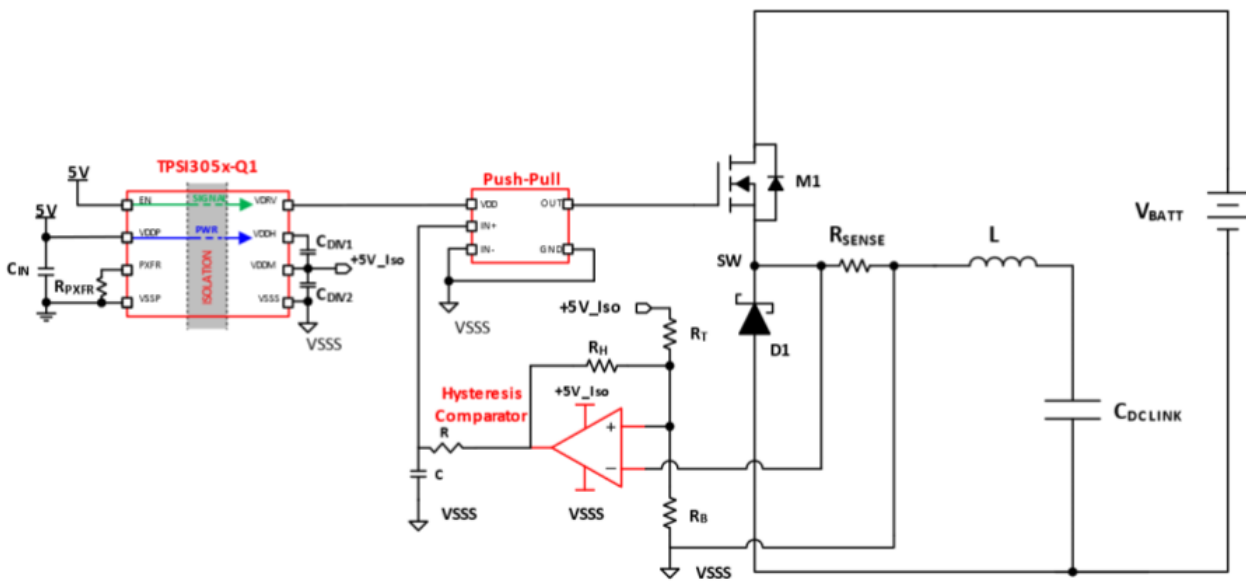 TPSI305x-Q1
5V
5V
EN
SIGNAL
VDRV
VDDP
PWR
VDDH
PXFR
VDDM
VSSP
VSSS
ISOLATION
CIN
RPXFR
CDIV1
+5V_Iso
CDIV2
VSSS
Push-Pull
VDD
OUT
IN+
IN-
GND
VSSS
M1
VBATT
RSENSE
L
SW
D1
CDCLINK
+5V_Iso
RT
RH
Hysteresis
Comparator
+5V_Iso
R
+
−
C
VSSS
VSSS
RB
VSSS